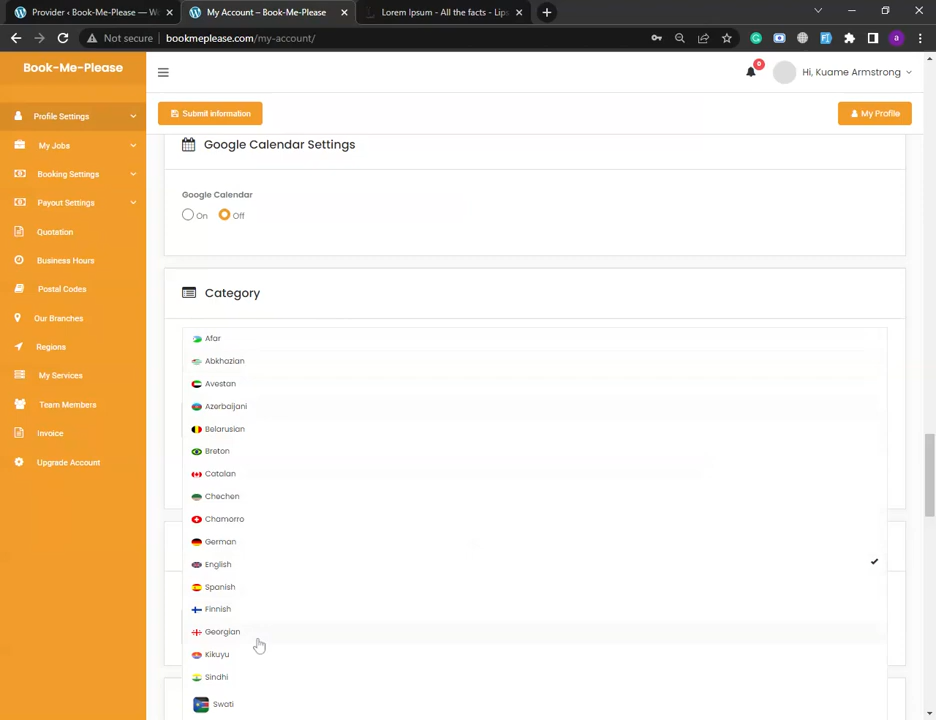 Provider ‹ Book-Me-Please — W
My Account – Book-Me-Please
Lorem Ipsum - All the facts - Lips
Not secure
bookmeplease.com/my-account/
Book-Me-Please
0
Hi, Kuame Armstrong
Profile Settings
My Jobs
Booking Settings
Payout Settings
Quotation
Business Hours
Postal Codes
Our Branches
Regions
My Services
Team Members
Invoice
Upgrade Account
Submit information
My Profile
Google Calendar Settings
Google Calendar
On Off
Category
Afar
Abkhazian
Avestan
Azerbaijani
Belarusian
Breton
Catalan
Chechen
Chamorro
German
English
Spanish
Finnish
Georgian
Kikuyu
Sindhi
Swati